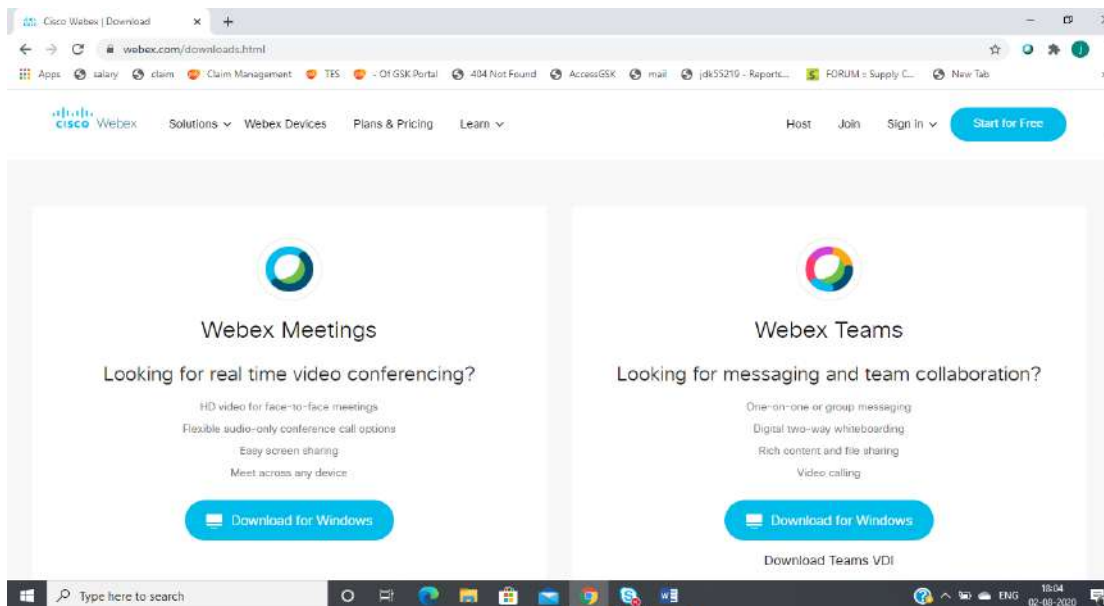 Cisco Webex | Download
webex.com/downloads.html
Apps salary claim Claim Management TES - Of GSK Portal 404 Not Found AccessGSK mail jdk55219 - Reports... FORUM :: Supply C... New Tab
CISCO Webex Solutions Webex Devices Plans & Pricing Learn Host Join Sign in Start for Free
Webex Meetings
Looking for real time video conferencing?
HD video for face-to-face meetings
Flexible audio-only conference call options
Easy screen sharing
Meet across any device
Download for Windows
Webex Teams
Looking for messaging and team collaboration?
One-on-one or group messaging
Digital two-way whiteboarding
Rich content and file sharing
Video calling
Download for Windows
Download Teams VDI
Type here to search ENG 18:04
02-08-2020